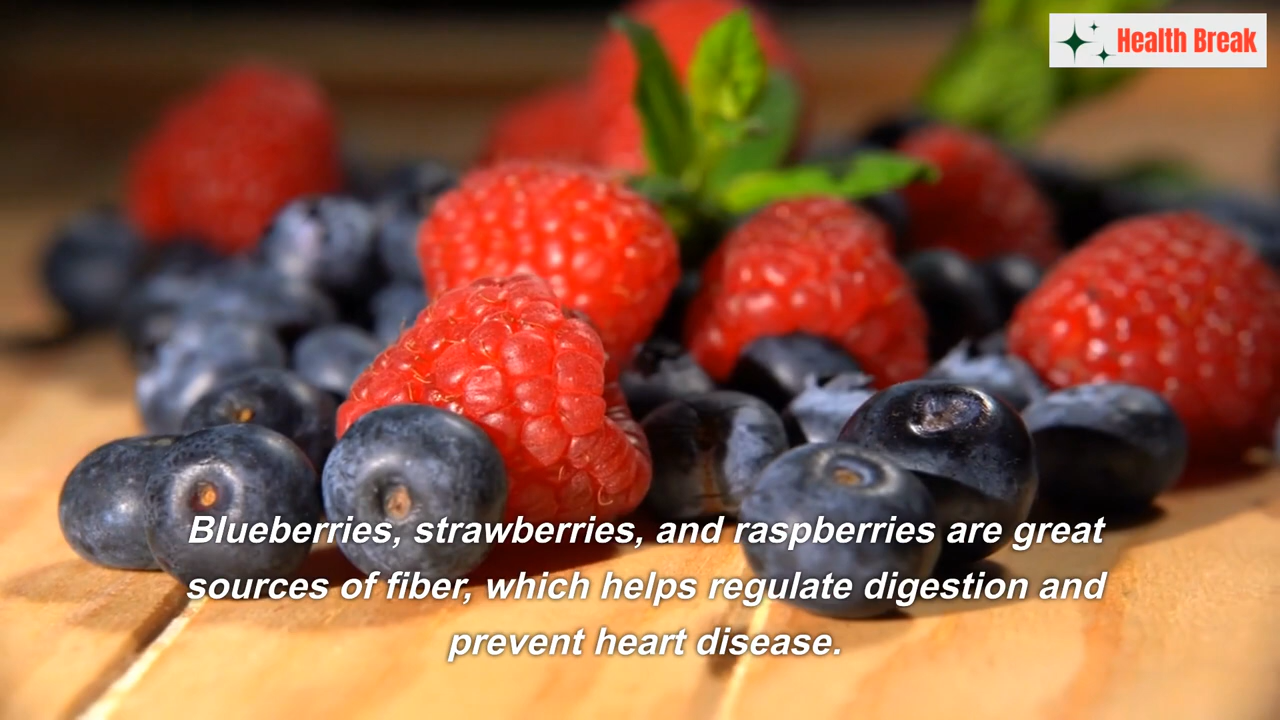 Health Break
Blueberries, strawberries, and raspberries are great
sources of fiber, which helps regulate digestion and
prevent heart disease.